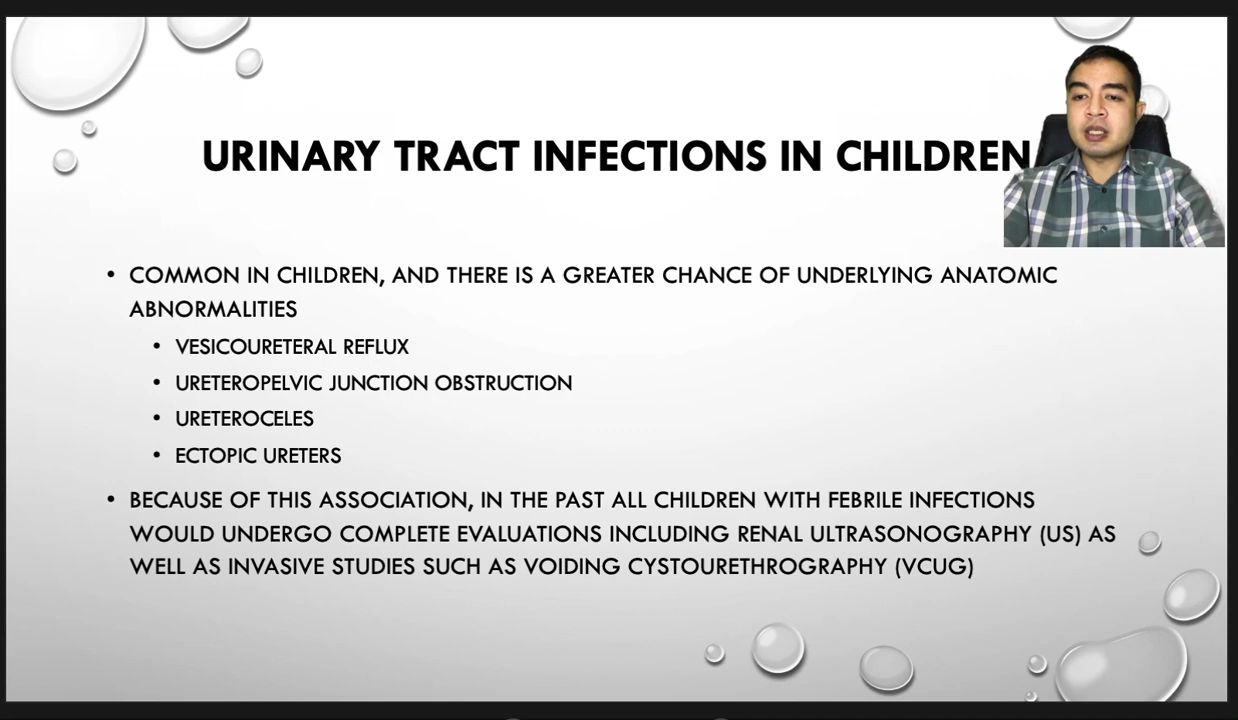 URINARY TRACT INFECTIONS IN CHILDREN
• COMMON IN CHILDREN, AND THERE IS A GREATER CHANCE OF UNDERLYING ANATOMIC
ABNORMALITIES
• VESICOURETERAL REFLUX
• URETEROPELVIC JUNCTION OBSTRUCTION
• URETEROCELES
• ECTOPIC URETERS
• BECAUSE OF THIS ASSOCIATION, IN THE PAST ALL CHILDREN WITH FEBRILE INFECTIONS
WOULD UNDERGO COMPLETE EVALUATIONS INCLUDING RENAL ULTRASONOGRAPHY (US) AS
WELL AS INVASIVE STUDIES SUCH AS VOIDING CYSTOURETHROGRAPHY (VCUG)